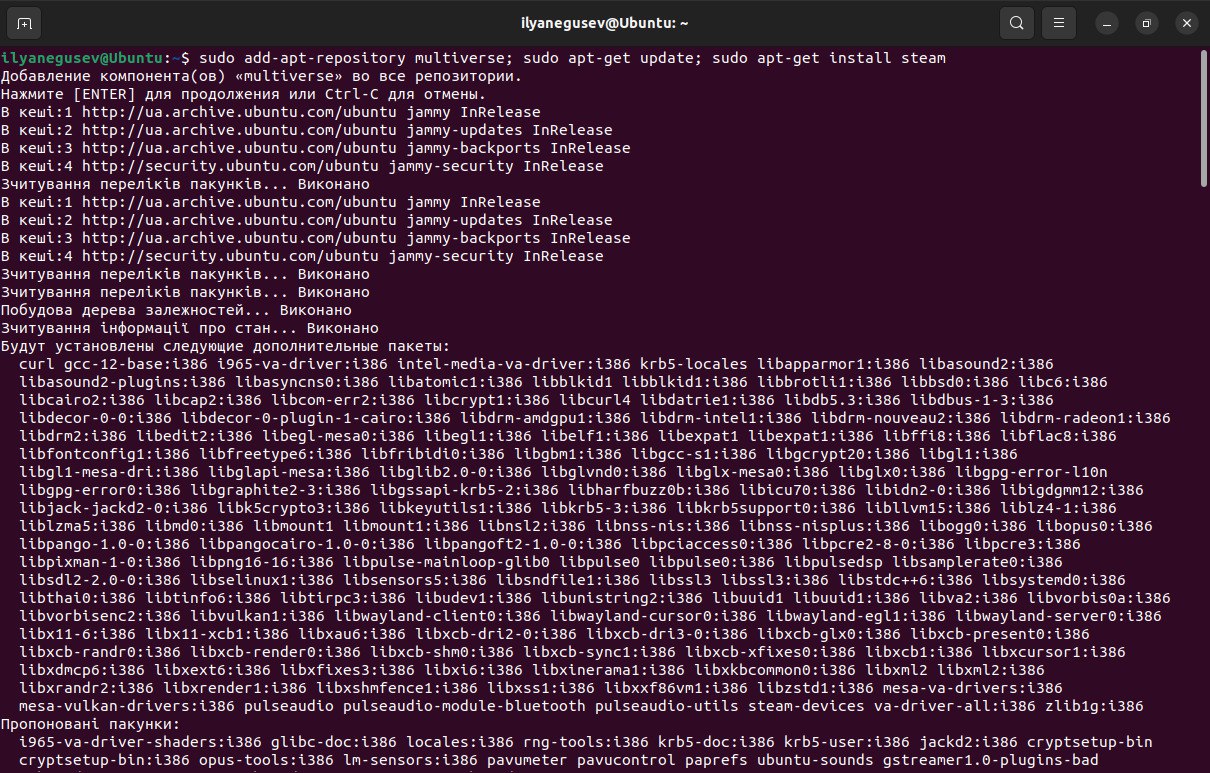 ilyanegusev@Ubuntu: ~
ilyanegusev@Ubuntu:~$ sudo add-apt-repository multiverse; sudo apt-get update; sudo apt-get install steam
Добавление компонента(ов) «multiverse» во все репозитории.
Нажмите [ENTER] для продолжения или Ctrl-C для отмены.
В кеші:1 http://ua.archive.ubuntu.com/ubuntu jammy InRelease
В кеші:2 http://ua.archive.ubuntu.com/ubuntu jammy-updates InRelease
В кеші:3 http://ua.archive.ubuntu.com/ubuntu jammy-backports InRelease
В кеші:4 http://security.ubuntu.com/ubuntu jammy-security InRelease
Зчитування переліків пакунків... Виконано
В кеші:1 http://ua.archive.ubuntu.com/ubuntu jammy InRelease
В кеші:2 http://ua.archive.ubuntu.com/ubuntu jammy-updates InRelease
В кеші:3 http://ua.archive.ubuntu.com/ubuntu jammy-backports InRelease
В кеші:4 http://security.ubuntu.com/ubuntu jammy-security InRelease
Зчитування переліків пакунків... Виконано
Зчитування переліків пакунків... Виконано
Побудова дерева залежностей... Виконано
Зчитування інформації про стан... Виконано
Будут установлены следующие дополнительные пакеты:
curl gcc-12-base:i386 i965-va-driver:i386 intel-media-va-driver:i386 krb5-locales libapparmor1:i386 libasound2:i386
libasound2-plugins:i386 libasyncns0:i386 libatomic1:i386 libblkid1 libblkid1:i386 libbrotli1:i386 libbsd0:i386 libc6:i386
libcairo2:i386 libcap2:i386 libcom-err2:i386 libcrypt1:i386 libcurl4 libdatrie1:i386 libdb5.3:i386 libdbus-1-3:i386
libdecor-0-0:i386 libdecor-0-plugin-1-cairo:i386 libdrm-amdgpu1:i386 libdrm-intel1:i386 libdrm-nouveau2:i386 libdrm-radeon1:i386
libdrm2:i386 libedit2:i386 libegl-mesa0:i386 libegl1:i386 libelf1:i386 libexpat1 libexpat1:i386 libffi8:i386 libflac8:i386
libfontconfig1:i386 libfreetype6:i386 libfribidi0:i386 libgbm1:i386 libgcc-s1:i386 libgcrypt20:i386 libgl1:i386
libgl1-mesa-dri:i386 libglapi-mesa:i386 libglib2.0-0:i386 libglvnd0:i386 libglx-mesa0:i386 libglx0:i386 libgpg-error-l10n
libgpg-error0:i386 libgraphite2-3:i386 libgssapi-krb5-2:i386 libharfbuzz0b:i386 libicu70:i386 libidn2-0:i386 libigdgmm12:i386
libjack-jackd2-0:i386 libk5crypto3:i386 libkeyutils1:i386 libkrb5-3:i386 libkrb5support0:i386 libllvm15:i386 liblz4-1:i386
liblzma5:i386 libmd0:i386 libmount1 libmount1:i386 libnsl2:i386 libnss-nis:i386 libnss-nisplus:i386 libogg0:i386 libopus0:i386
libpango-1.0-0:i386 libpangocairo-1.0-0:i386 libpangoft2-1.0-0:i386 libpciaccess0:i386 libpcre2-8-0:i386 libpcre3:i386
libpixman-1-0:i386 libpng16-16:i386 libpulse-mainloop-glib0 libpulse0 libpulse0:i386 libpulsedsp libsamplerate0:i386
libsdl2-2.0-0:i386 libselinux1:i386 libsensors5:i386 libsndfile1:i386 libssl3 libssl3:i386 libstdc++6:i386 libsystemd0:i386
libthai0:i386 libtinfo6:i386 libtirpc3:i386 libudev1:i386 libunistring2:i386 libuuid1 libuuid1:i386 libva2:i386 libvorbis0a:i386
libvorbisenc2:i386 libvulkan1:i386 libwayland-client0:i386 libwayland-cursor0:i386 libwayland-egl1:i386 libwayland-server0:i386
libx11-6:i386 libx11-xcb1:i386 libxau6:i386 libxcb-dri2-0:i386 libxcb-dri3-0:i386 libxcb-glx0:i386 libxcb-present0:i386
libxcb-randr0:i386 libxcb-render0:i386 libxcb-shm0:i386 libxcb-sync1:i386 libxcb-xfixes0:i386 libxcb1:i386 libxcursor1:i386
libxdmcp6:i386 libxext6:i386 libxfixes3:i386 libxi6:i386 libxinerama1:i386 libxkbcommon0:i386 libxml2 libxml2:i386
libxrandr2:i386 libxrender1:i386 libxshmfence1:i386 libxss1:i386 libxxf86vm1:i386 libzstd1:i386 mesa-va-drivers:i386
mesa-vulkan-drivers:i386 pulseaudio pulseaudio-module-bluetooth pulseaudio-utils steam-devices va-driver-all:i386 zlib1g:i386
Пропоновані пакунки:
i965-va-driver-shaders:i386 glibc-doc:i386 locales:i386 rng-tools:i386 krb5-doc:i386 krb5-user:i386 jackd2:i386 cryptsetup-bin
cryptsetup-bin:i386 opus-tools:i386 lm-sensors:i386 pavumeter pavucontrol paprefs ubuntu-sounds gstreamer1.0-plugins-bad